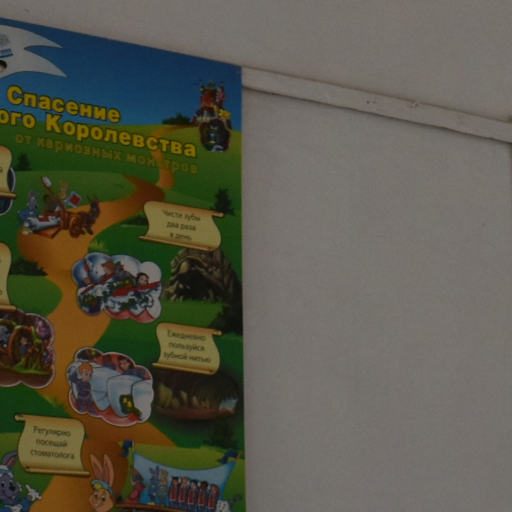 Спасение
ого Королевства
от кариозных монстров
Чисти зубы
два раза
в день
Ежедневно
пользуйся
зубной нитью
Регулярно
посещай
стоматолога